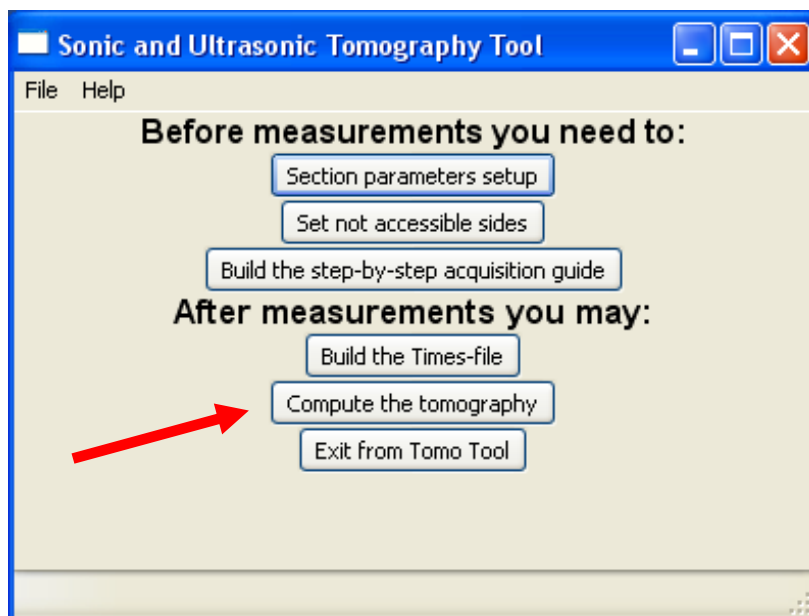 Sonic and Ultrasonic Tomography Tool
File Help
Before measurements you need to:
Section parameters setup
Set not accessible sides
Build the step-by-step acquisition guide
After measurements you may:
Build the Times-file
Compute the tomography
Exit from Tomo Tool